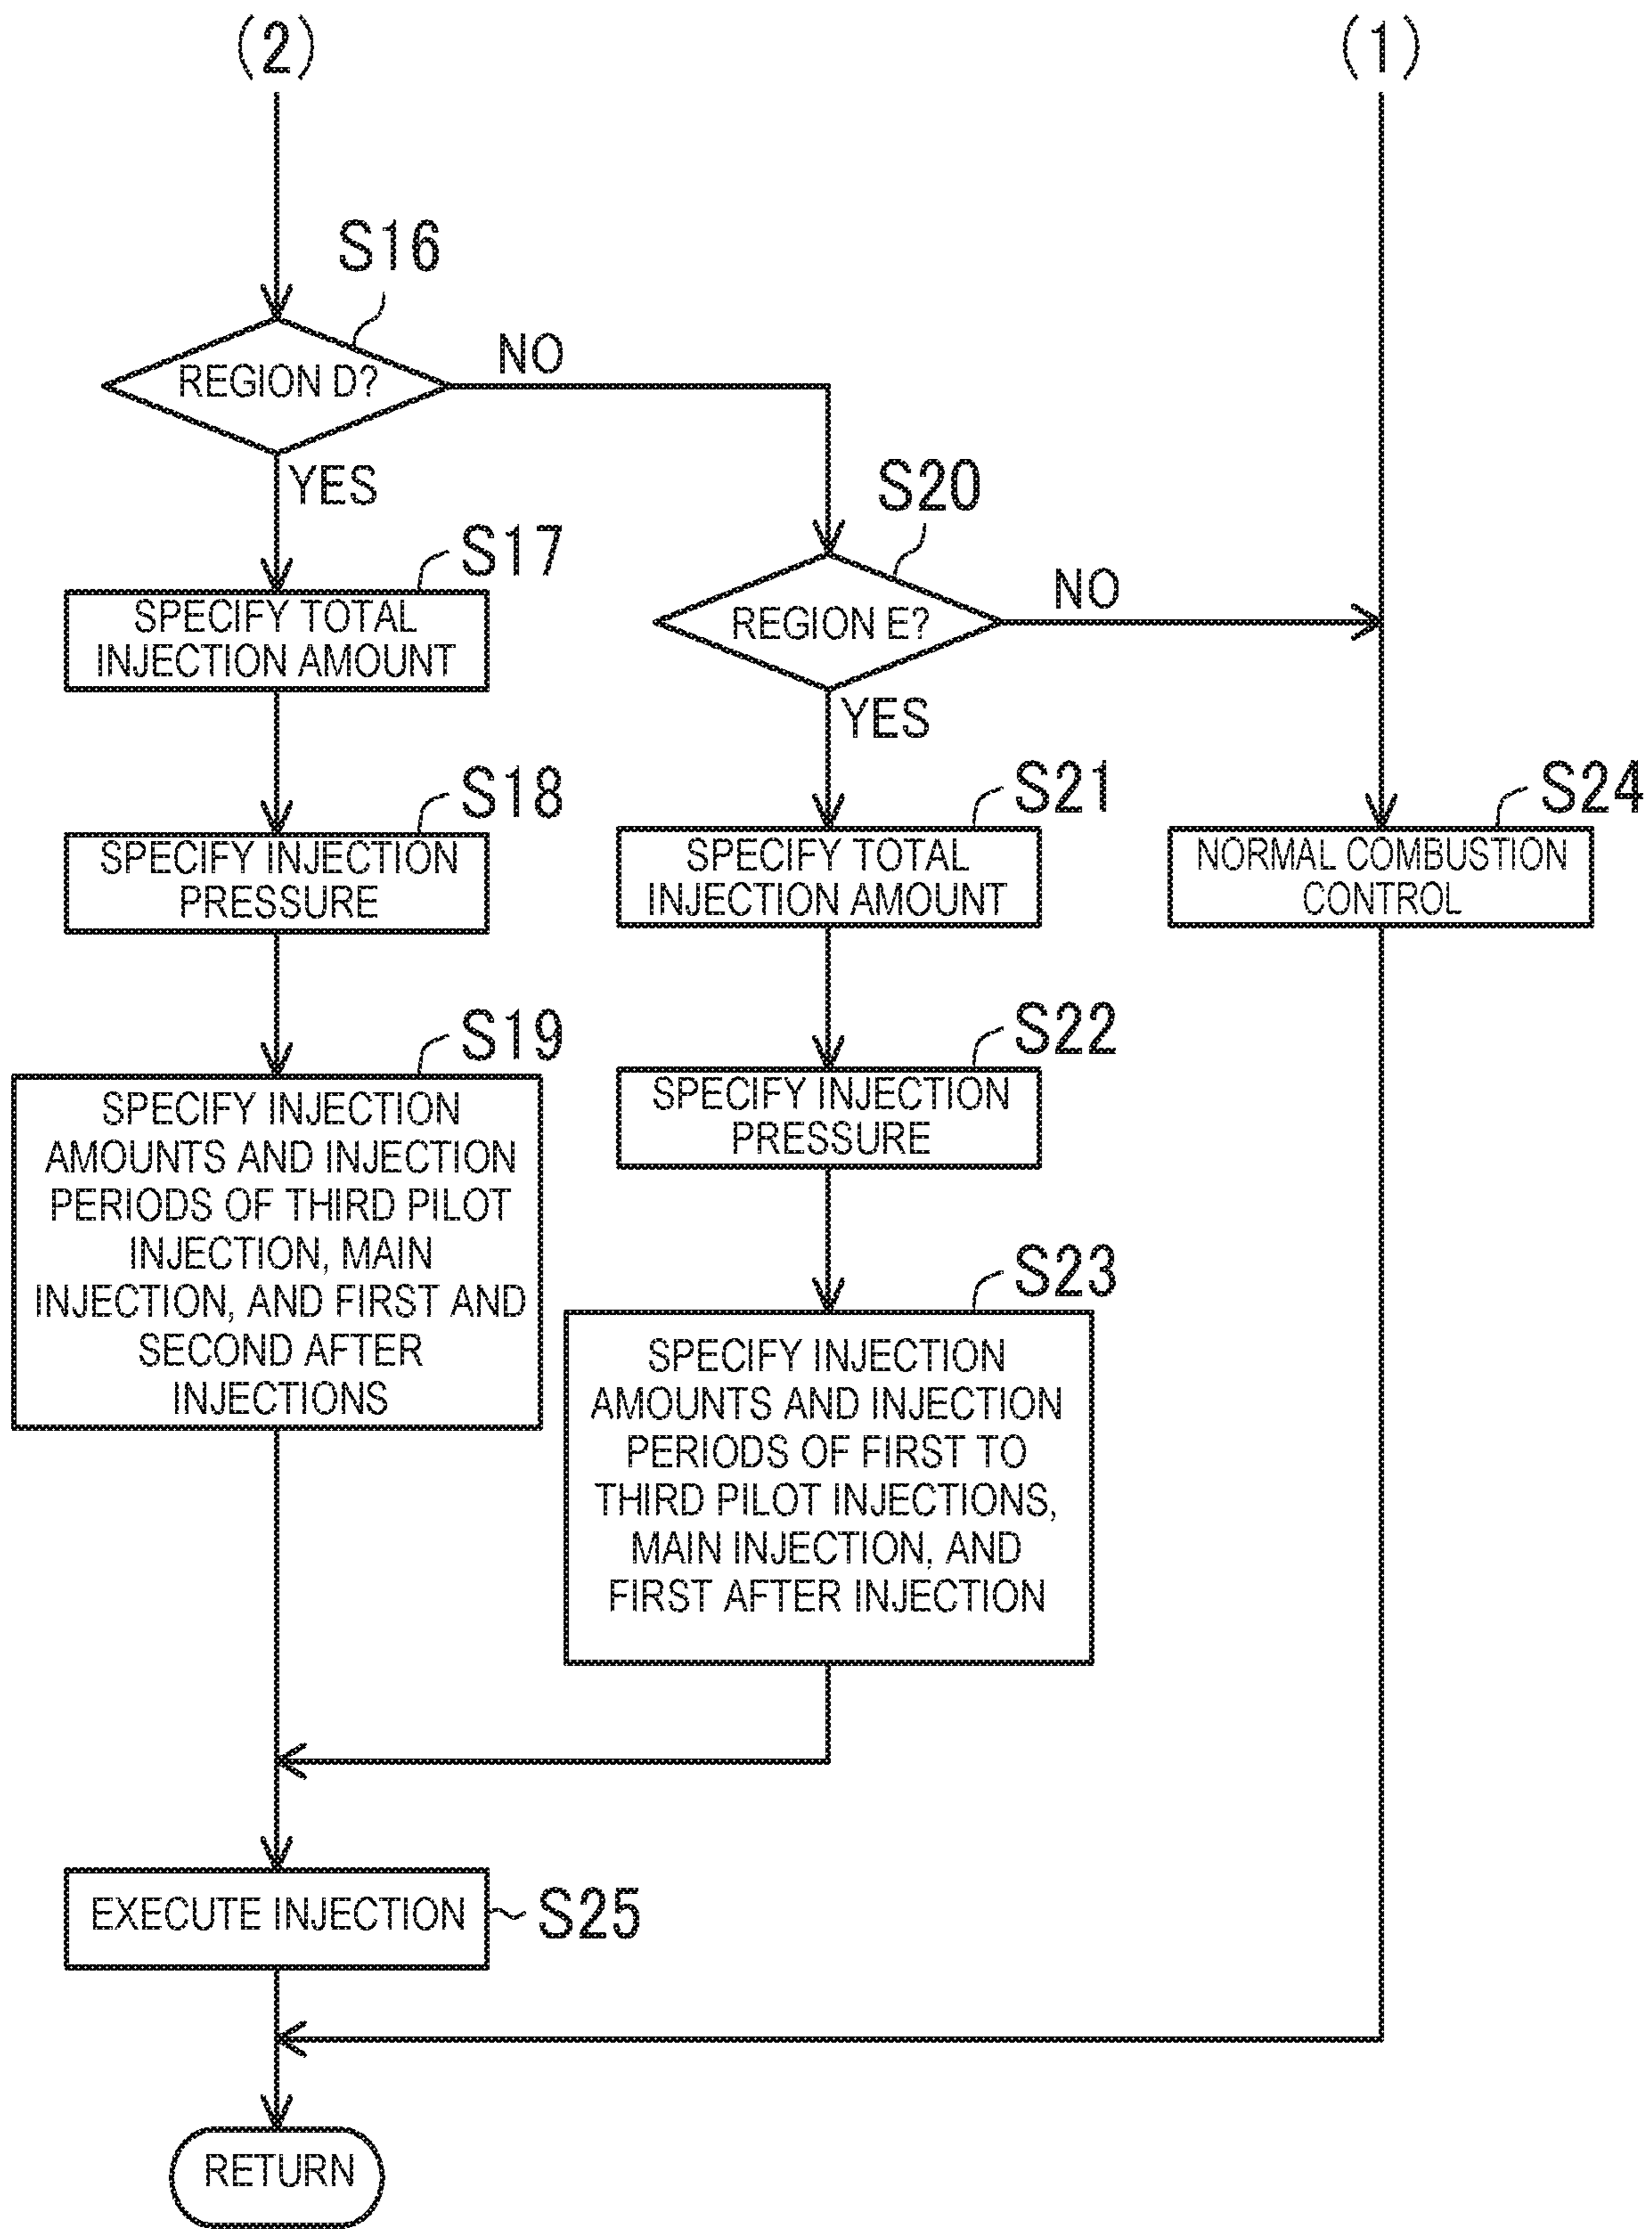 (2)
(1)
S16
REGION D?
NO
YES
S17
SPECIFY TOTAL
INJECTION AMOUNT
S20
REGION E?
NO
YES
S18
SPECIFY INJECTION
PRESSURE
S21
SPECIFY TOTAL
INJECTION AMOUNT
S24
NORMAL COMBUSTION
CONTROL
S19
SPECIFY INJECTION
AMOUNTS AND INJECTION
PERIODS OF THIRD PILOT
INJECTION, MAIN
INJECTION, AND FIRST AND
SECOND AFTER
INJECTIONS
S22
SPECIFY INJECTION
PRESSURE
S23
SPECIFY INJECTION
AMOUNTS AND INJECTION
PERIODS OF FIRST TO
THIRD PILOT INJECTIONS,
MAIN INJECTION, AND
FIRST AFTER INJECTION
EXECUTE INJECTION
S25
RETURN